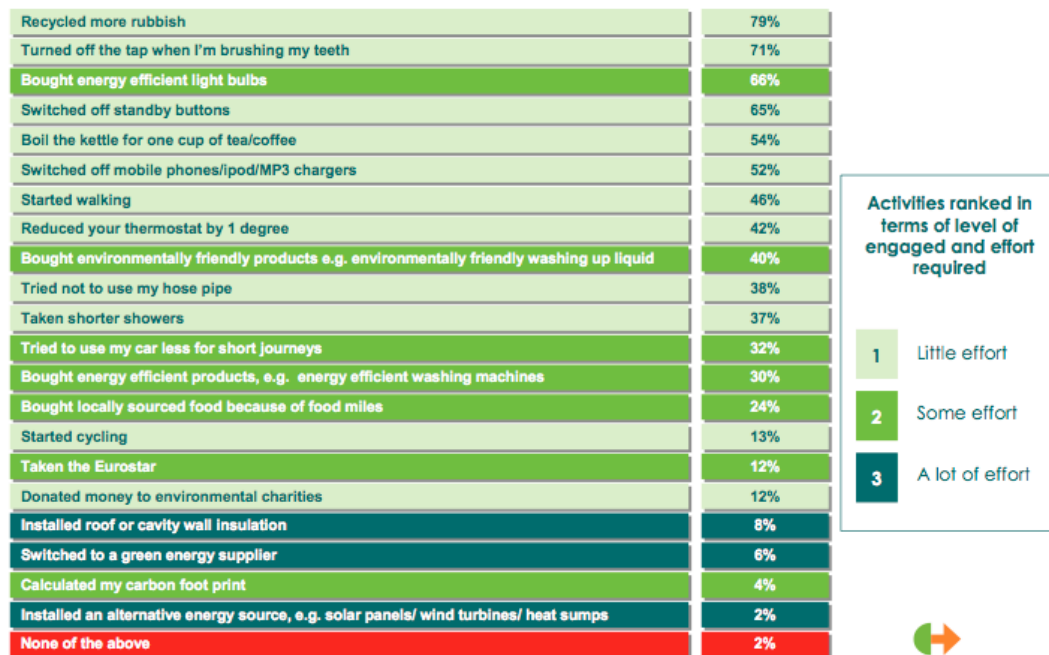 Recycled more rubbish 79%
Turned off the tap when I'm brushing my teeth 71%
Bought energy efficient light bulbs 66%
Switched off standby buttons 65%
Boil the kettle for one cup of tea/coffee 54%
Switched off mobile phones/ipod/MP3 chargers 52%
Started walking 46%
Reduced your thermostat by 1 degree 42%
Bought environmentally friendly products e.g. environmentally friendly washing up liquid 40%
Tried not to use my hose pipe 38%
Taken shorter showers 37%
Tried to use my car less for short journeys 32%
Bought energy efficient products, e.g. energy efficient washing machines 30%
Bought locally sourced food because of food miles 24%
Started cycling 13%
Taken the Eurostar 12%
Donated money to environmental charities 12%
Installed roof or cavity wall insulation 8%
Switched to a green energy supplier 6%
Calculated my carbon foot print 4%
Installed an alternative energy source, e.g. solar panels/ wind turbines/ heat sumps 2%
None of the above 2%
Activities ranked in
terms of level of
engaged and effort
required
1 Little effort
2 Some effort
3 A lot of effort